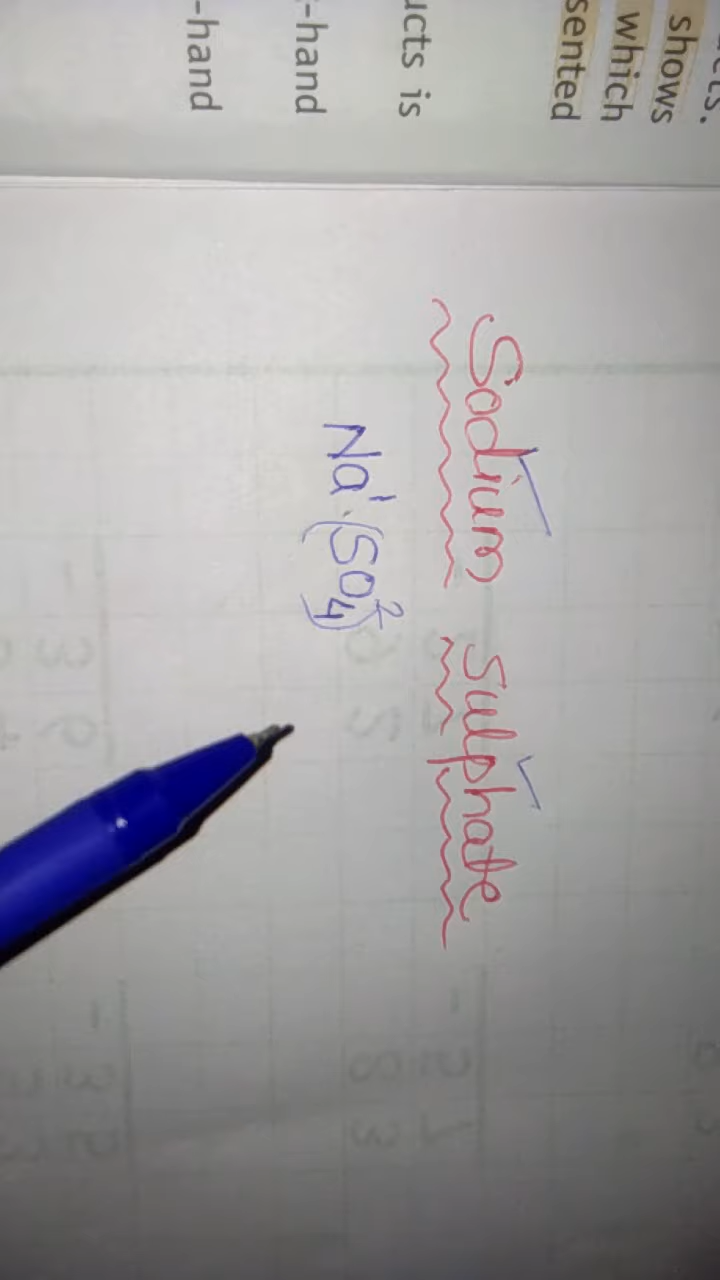 shows
which
sented
ucts is
-hand
-hand
Sodium Sulphate
Na¹(SO₄)²